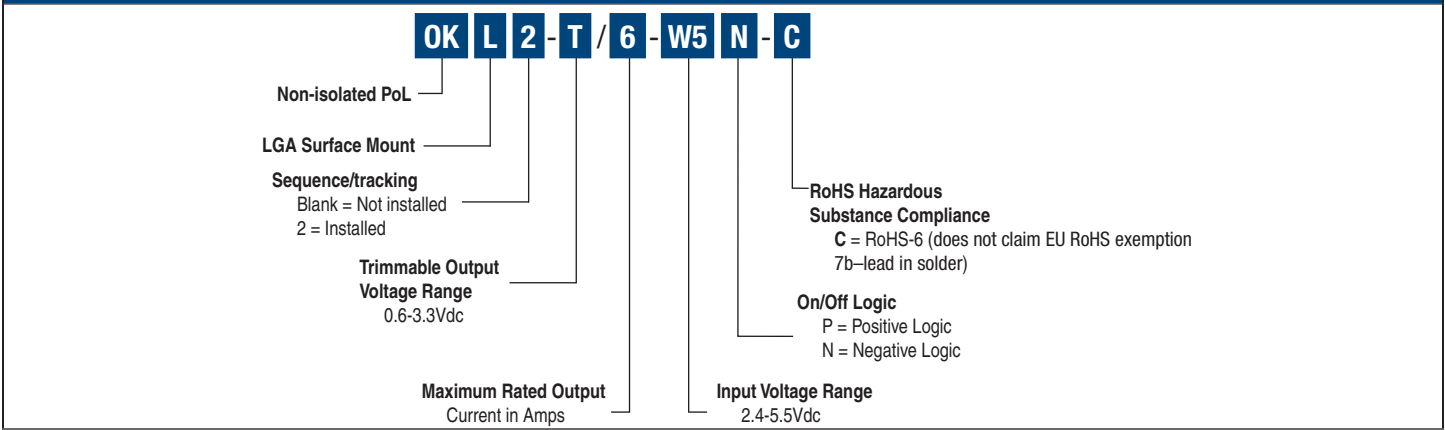 OK L 2 - T / 6 - W5 N - C
Non-isolated PoL
LGA Surface Mount
Sequence/tracking
Blank = Not installed
2 = Installed
Trimmable Output
Voltage Range
0.6-3.3Vdc
Maximum Rated Output
Current in Amps
Input Voltage Range
2.4-5.5Vdc
On/Off Logic
P = Positive Logic
N = Negative Logic
RoHS Hazardous
Substance Compliance
C = RoHS-6 (does not claim EU RoHS exemption
7b–lead in solder)